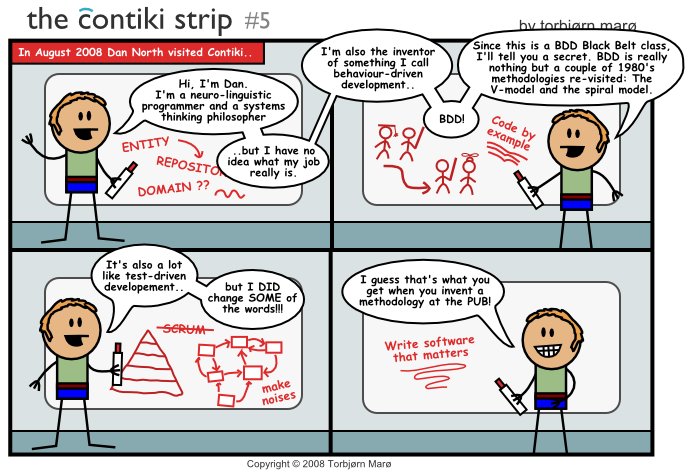 the contiki strip #5
by torbjørn marø
In August 2008 Dan North visited Contiki..
Hi, I'm Dan.
I'm a neuro-linguistic
programmer and a systems
thinking philosopher
..but I have no
idea what my job
really is.
ENTITY
REPOSITO
DOMAIN ??
I'm also the inventor
of something I call
behaviour-driven
development..
BDD!
Since this is a BDD Black Belt class,
I'll tell you a secret. BDD is really
nothing but a couple of 1980's
methodologies re-visited: The
V-model and the spiral model.
Code by
example
It's also a lot
like test-driven
developement..
but I DID
change SOME of
the words!!!
SCRUM
make
noises
I guess that's what you
get when you invent a
methodology at the PUB!
Write software
that matters
Copyright © 2008 Torbjørn Marø